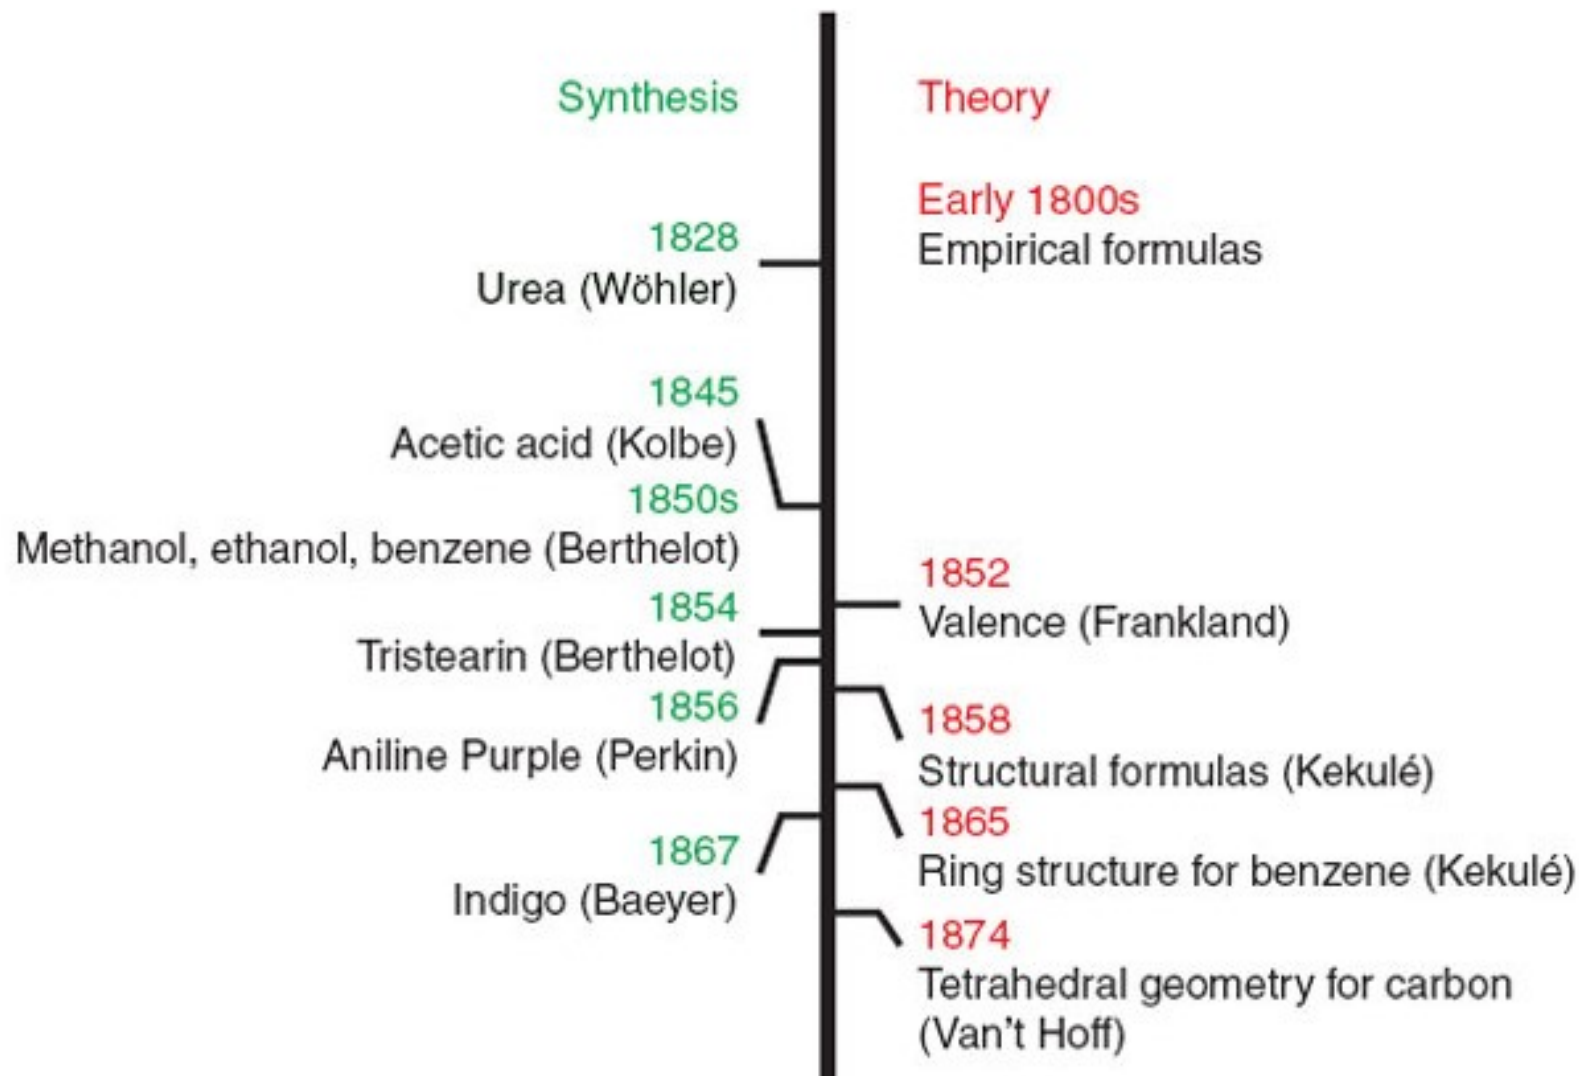 Synthesis
1828
Urea (Wöhler)
1845
Acetic acid (Kolbe)
1850s
Methanol, ethanol, benzene (Berthelot)
1854
Tristearin (Berthelot)
1856
Aniline Purple (Perkin)
1867
Indigo (Baeyer)
Theory
Early 1800s
Empirical formulas
1852
Valence (Frankland)
1858
Structural formulas (Kekulé)
1865
Ring structure for benzene (Kekulé)
1874
Tetrahedral geometry for carbon
(Van't Hoff)